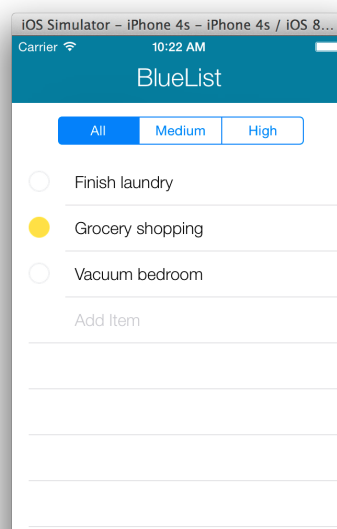 iOS Simulator – iPhone 4s – iPhone 4s / iOS 8...
Carrier 10:22 AM
BlueList
All Medium High
Finish laundry
Grocery shopping
Vacuum bedroom
Add Item